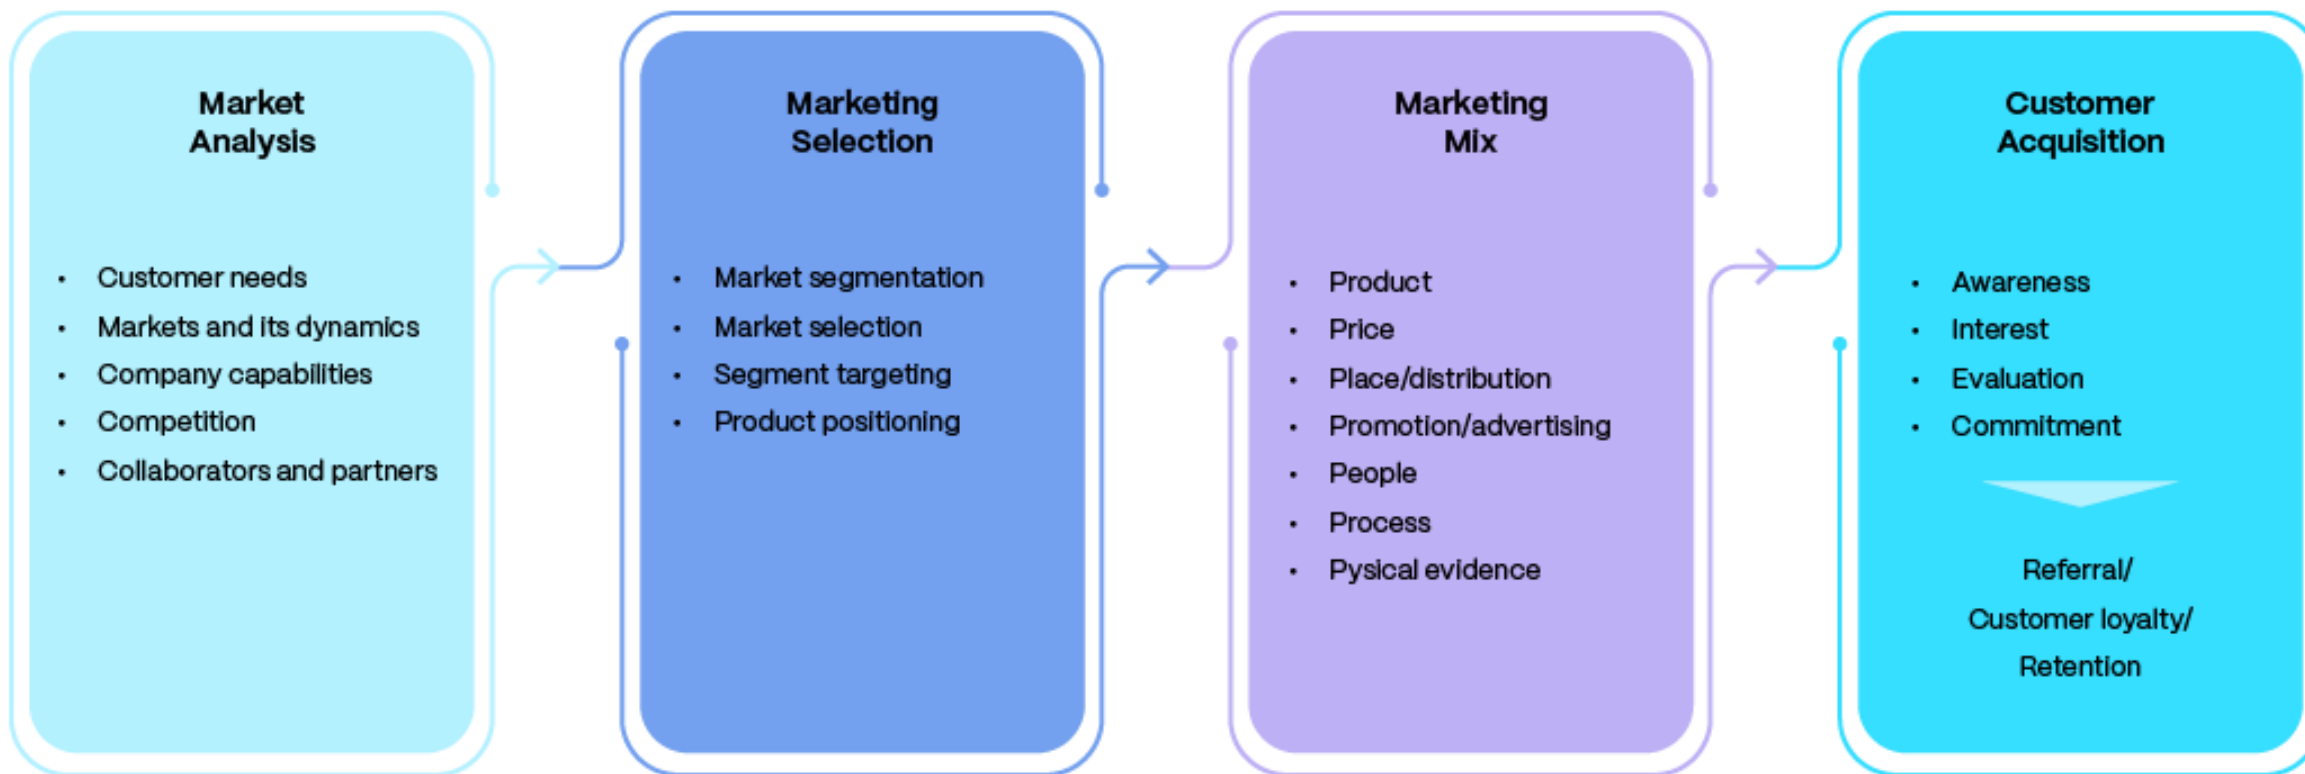 Market
Analysis
• Customer needs
• Markets and its dynamics
• Company capabilities
• Competition
• Collaborators and partners
Marketing
Selection
• Market segmentation
• Market selection
• Segment targeting
• Product positioning
Marketing
Mix
• Product
• Price
• Place/distribution
• Promotion/advertising
• People
• Process
• Pysical evidence
Customer
Acquisition
• Awareness
• Interest
• Evaluation
• Commitment
Referral/
Customer loyalty/
Retention